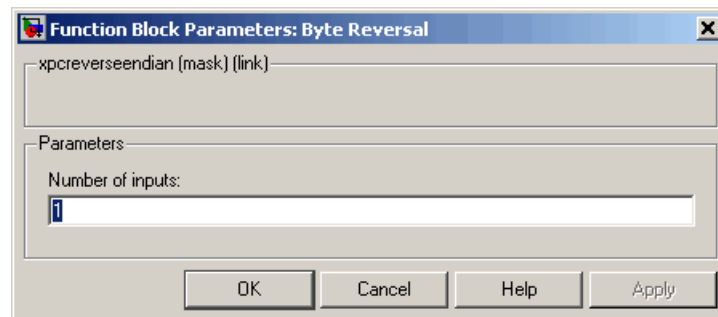 Function Block Parameters: Byte Reversal
xpcreverseendian (mask) (link)
Parameters
Number of inputs:
1
OK Cancel Help Apply